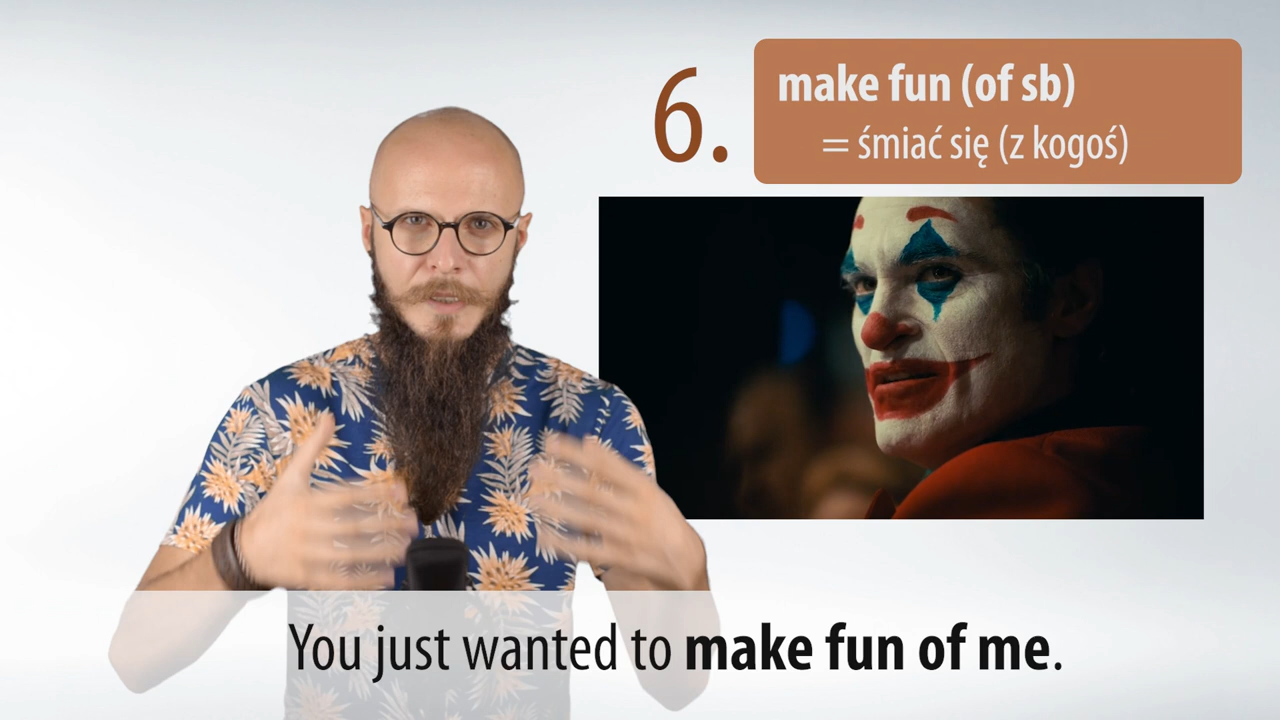 6.
make fun (of sb)
= śmiać się (z kogoś)
You just wanted to make fun of me.